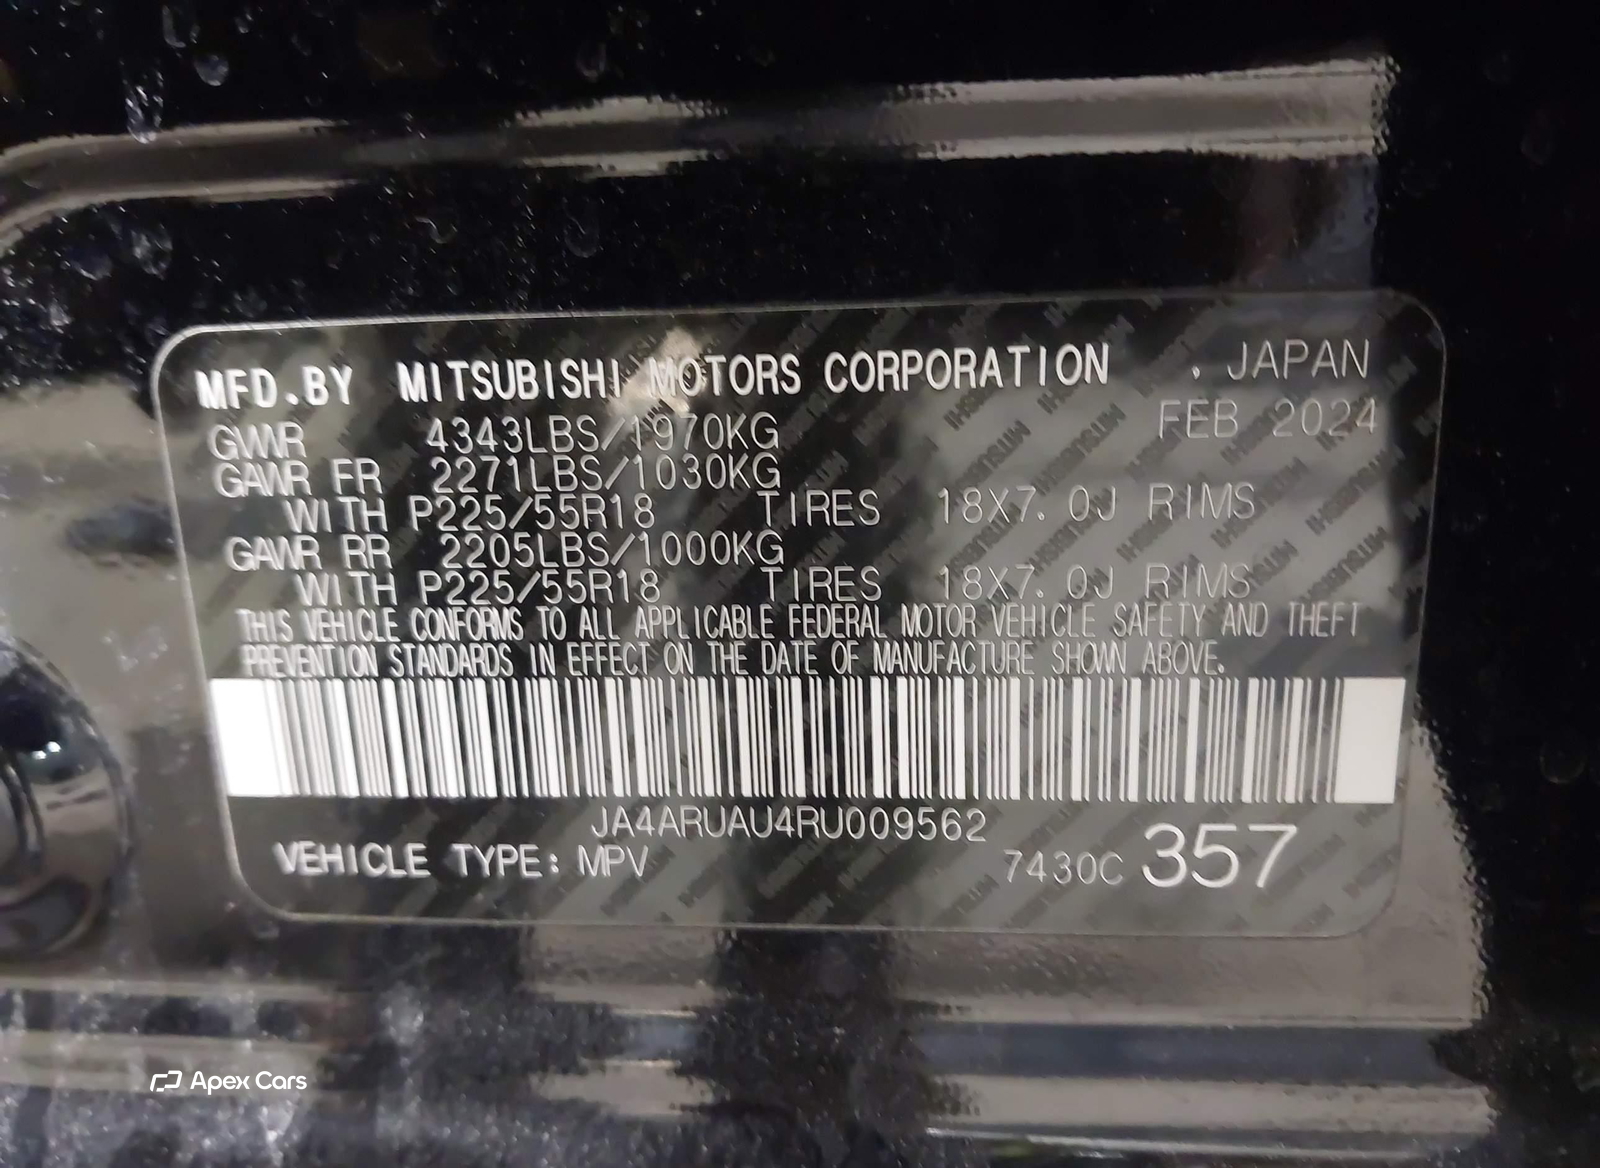 MFD.BY MITSUBISHI MOTORS CORPORATION . JAPAN
GVWR 4343LBS/1970KG FEB 2024
GAWR FR 2271LBS/1030KG
WITH P225/55R18 TIRES 18X7.0J RIMS
GAWR RR 2205LBS/1000KG
WITH P225/55R18 TIRES 18X7.0J RIMS
THIS VEHICLE CONFORMS TO ALL APPLICABLE FEDERAL MOTOR VEHICLE SAFETY AND THEFT
PREVENTION STANDARDS IN EFFECT ON THE DATE OF MANUFACTURE SHOWN ABOVE.
JA4ARUAU4RU009562
VEHICLE TYPE: MPV 7430C 357
Apex Cars